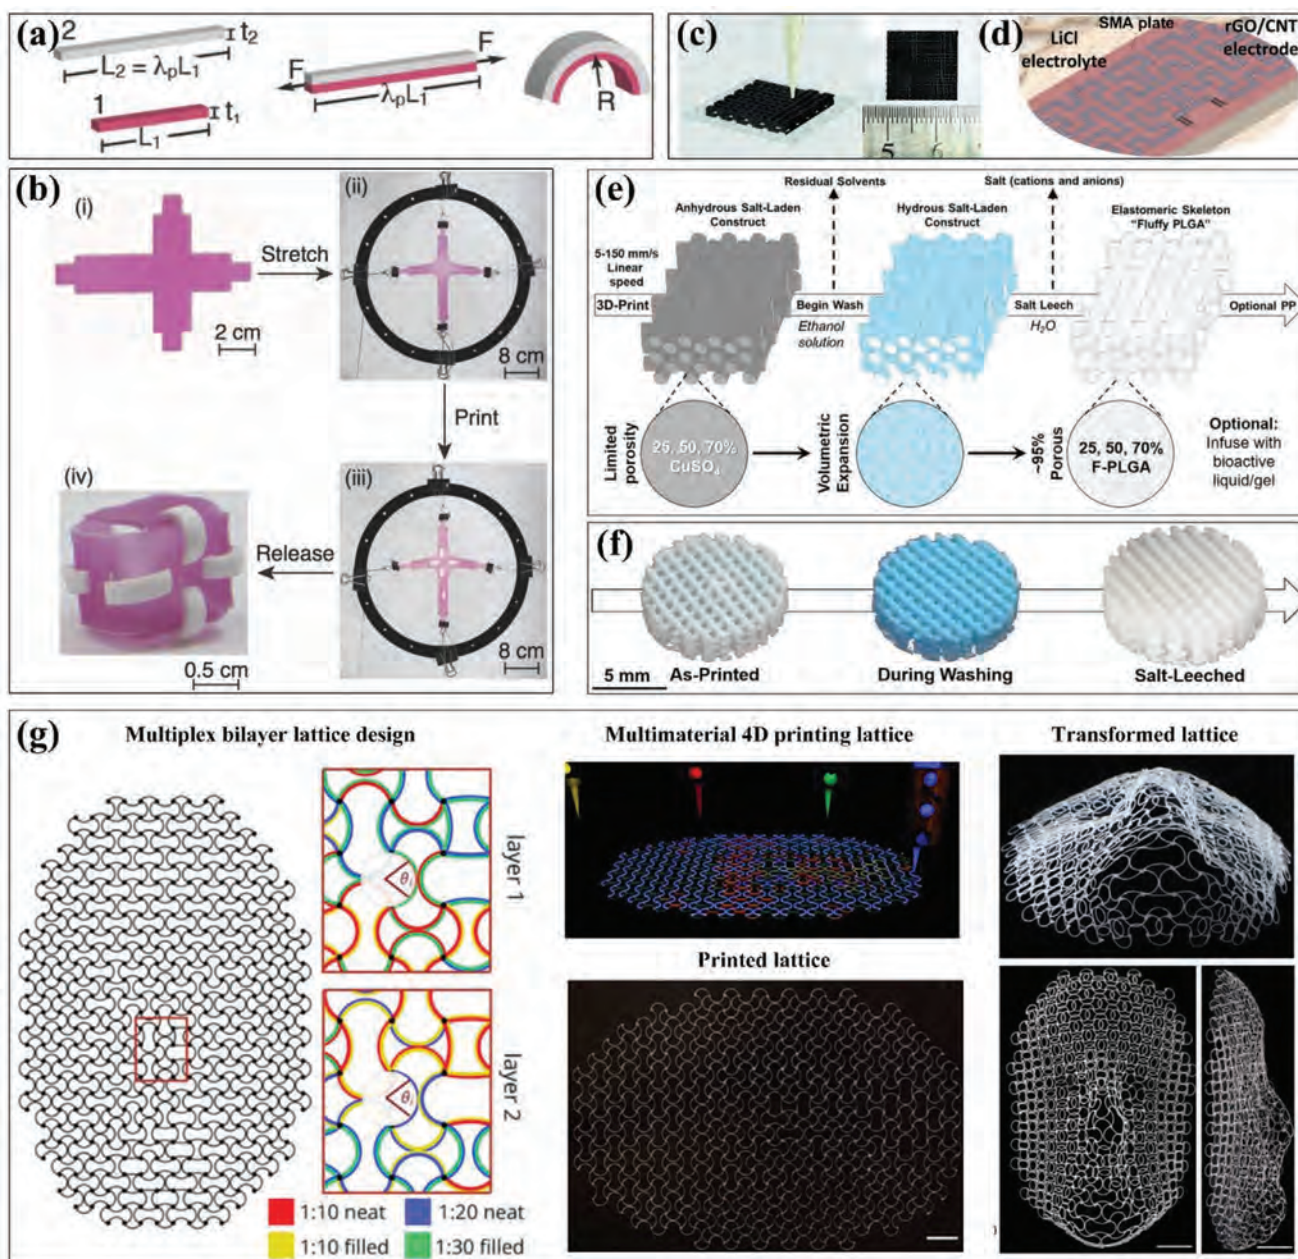 (a)
2
t₂
L₂ = λₚL₁
1
t₁
L₁
F
F
λₚL₁
R
(b)
(i)
2 cm
Stretch
(ii)
8 cm
Print
(iii)
8 cm
Release
(iv)
0.5 cm
(c)
5
6
(d)
LiCl
electrolyte
SMA plate
rGO/CNT
electrode
(e)
Residual Solvents
Salt (cations and anions)
Anhydrous Salt-Laden
Construct
Hydrous Salt-Laden
Construct
Elastomeric Skeleton
"Fluffy PLGA"
5-150 mm/s
Linear
speed
3D-Print
Begin Wash
Ethanol
solution
Salt Leech
H₂O
Optional PP
Limited
porosity
25, 50, 70%
CuSO₄
Volumetric
Expansion
~95%
Porous
25, 50, 70%
F-PLGA
Optional:
Infuse with
bioactive
liquid/gel
(f)
5 mm
As-Printed
During Washing
Salt-Leeched
(g)
Multiplex bilayer lattice design
layer 1
θᵢ
layer 2
θᵢ
1:10 neat
1:20 neat
1:10 filled
1:30 filled
Multimaterial 4D printing lattice
Printed lattice
Transformed lattice